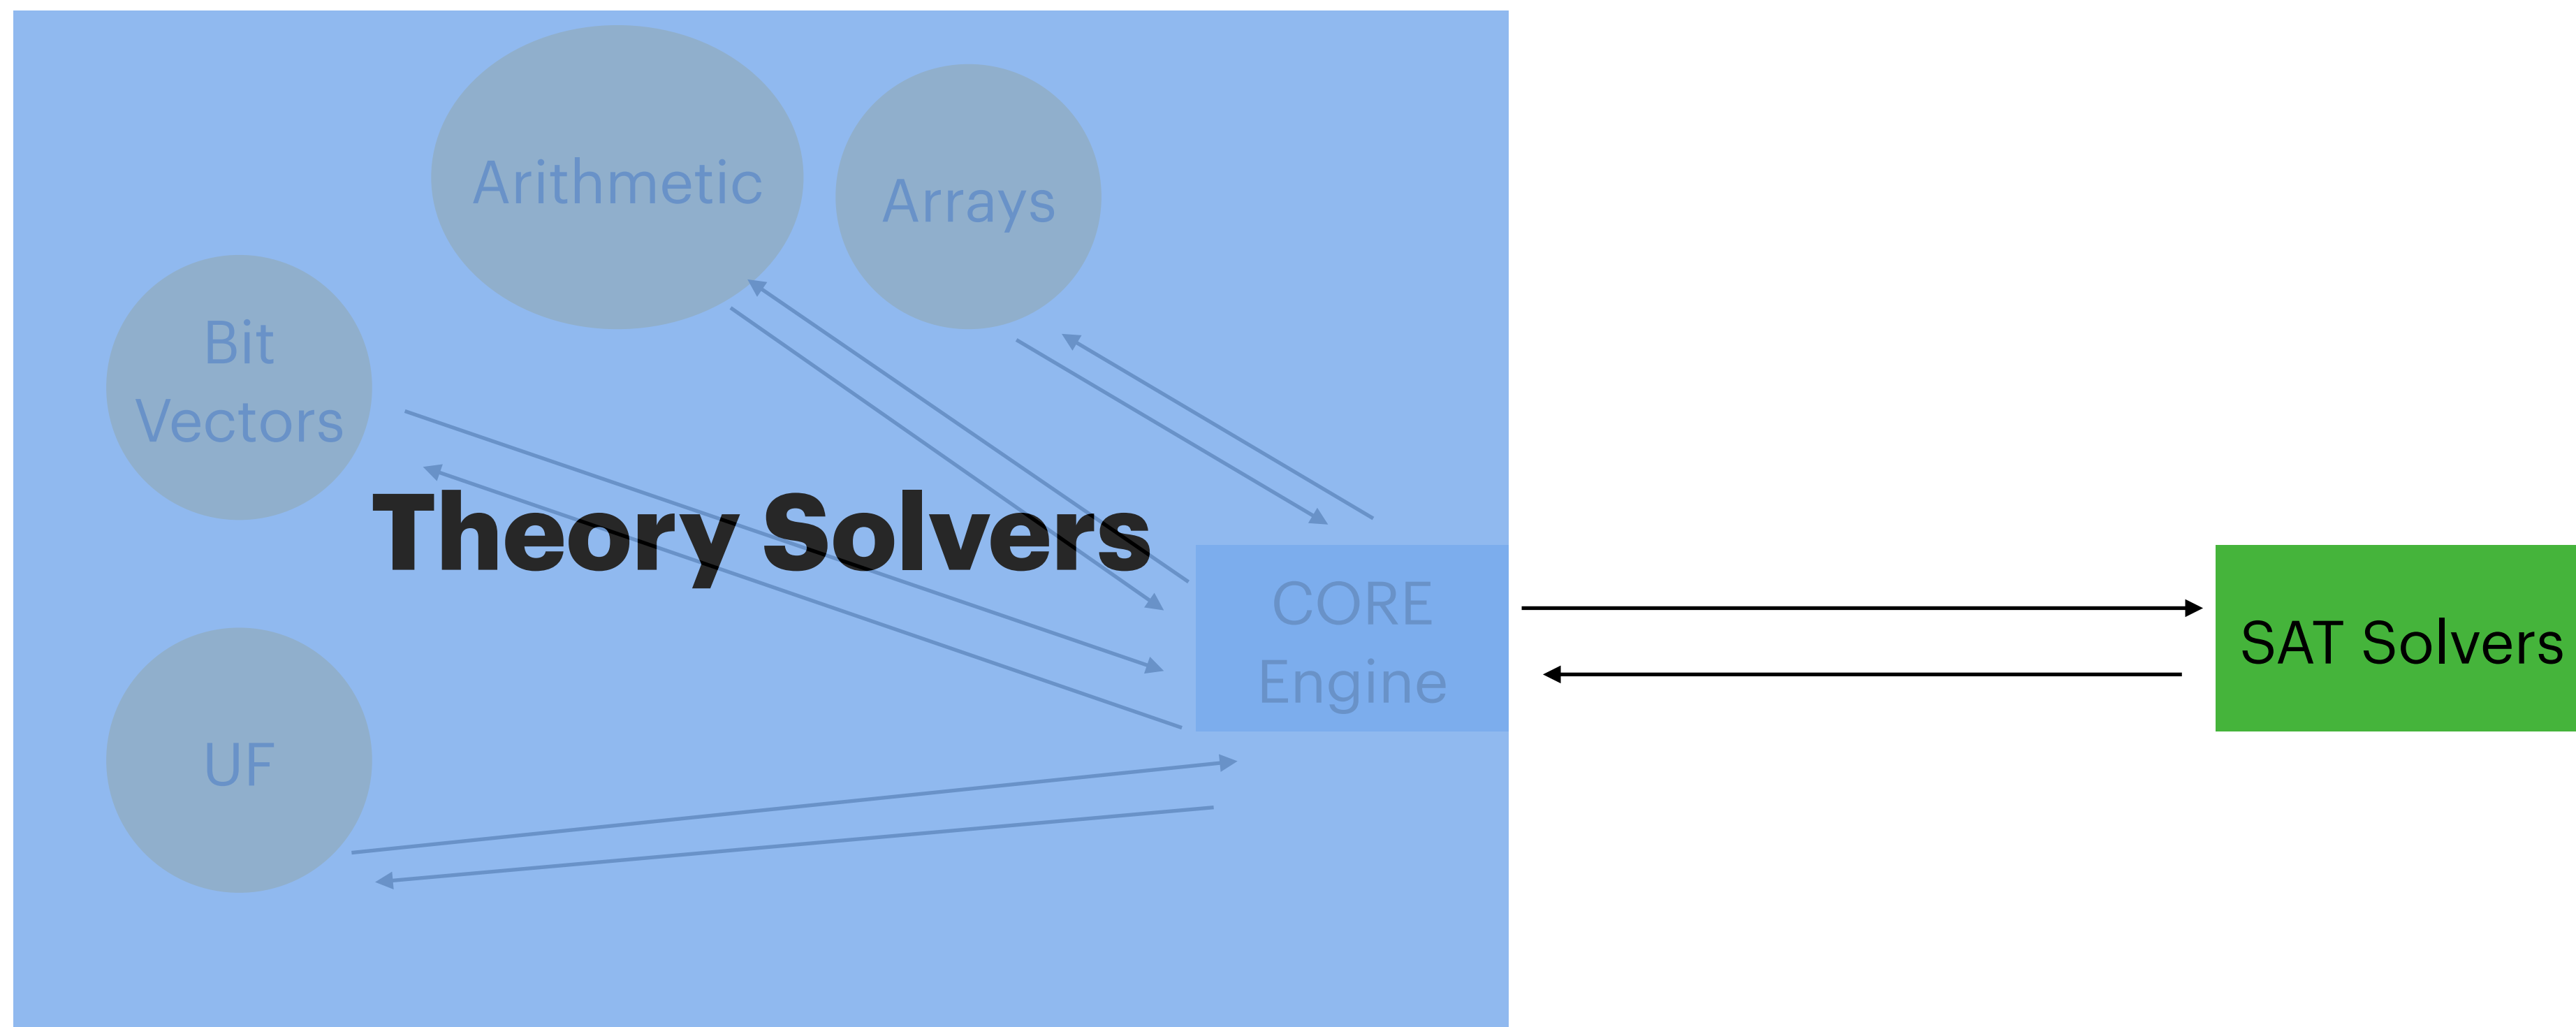 Arithmetic
Arrays
Bit
Vectors
Theory Solvers
CORE
Engine
SAT Solvers
UF